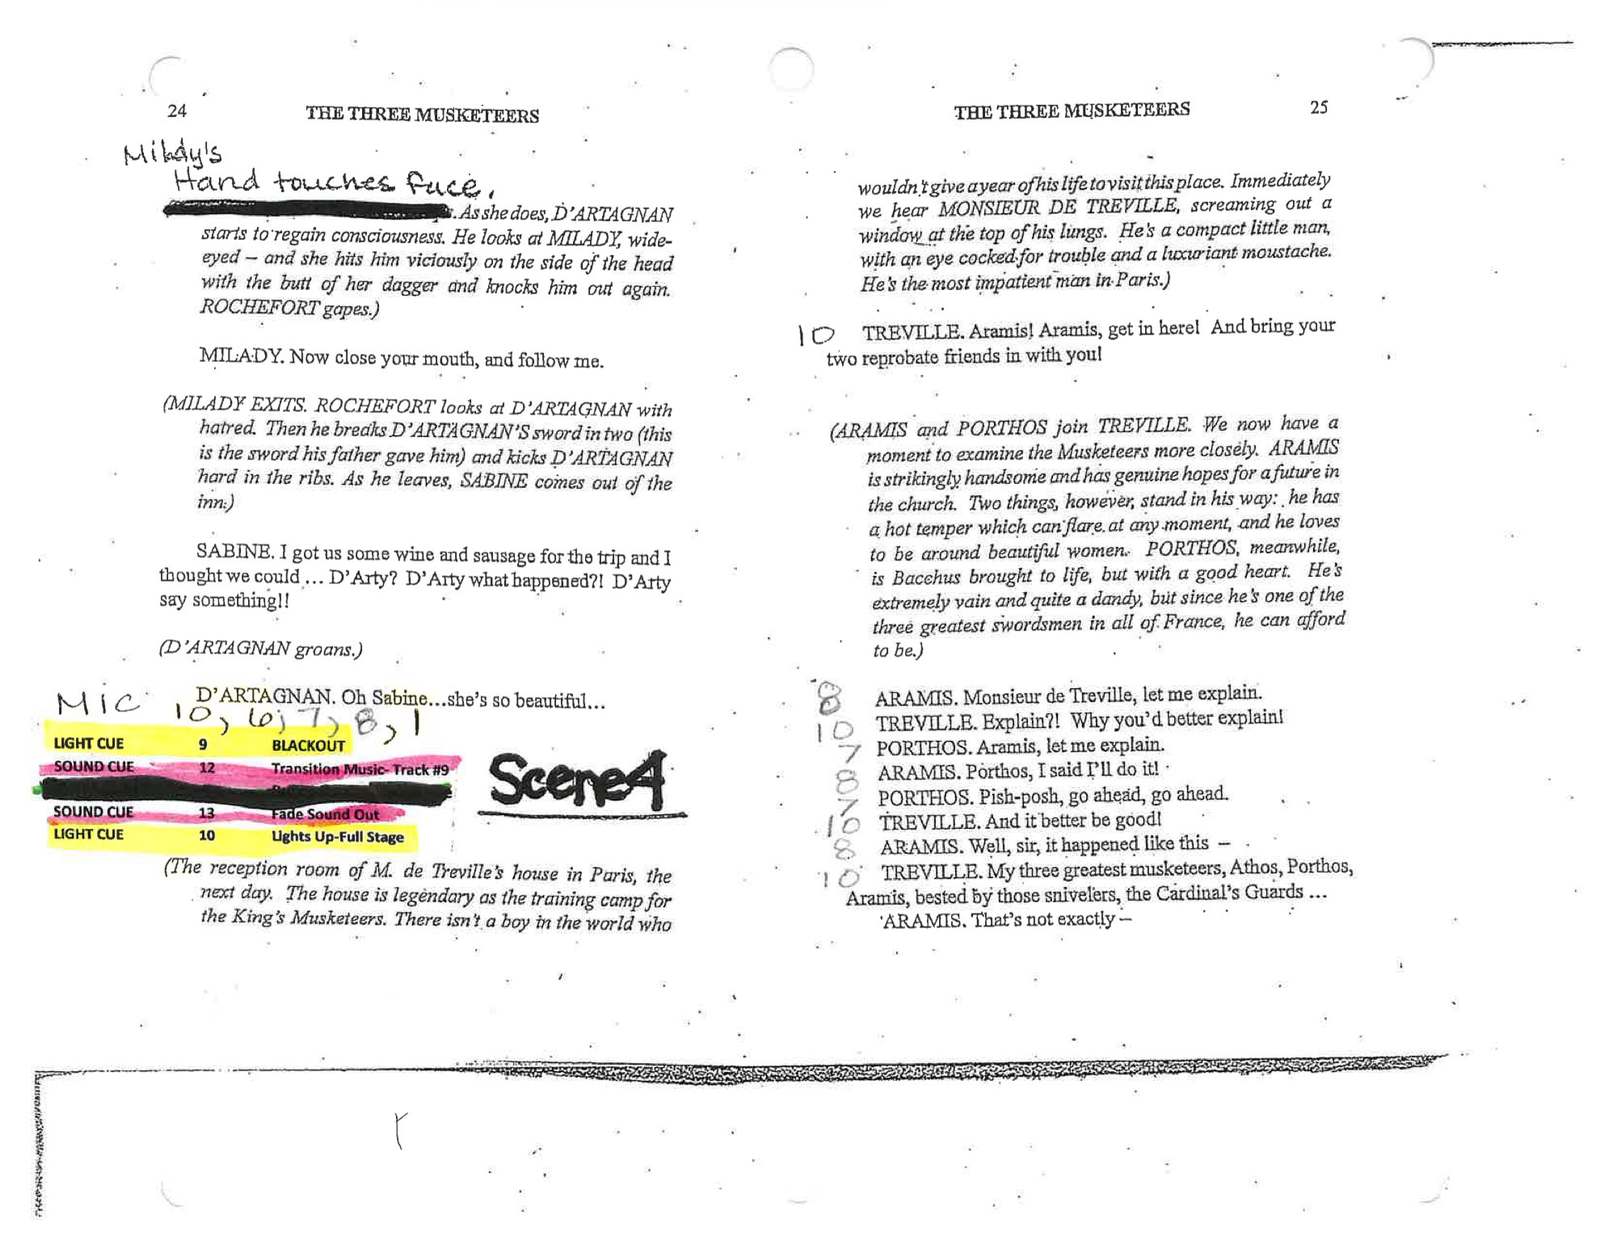 24 THE THREE MUSKETEERS
Milady's
Hand touches face.
. As she does, D'ARTAGNAN
starts to regain consciousness. He looks at MILADY, wide-
eyed – and she hits him viciously on the side of the head
with the butt of her dagger and knocks him out again.
ROCHEFORT gapes.)
MILADY. Now close your mouth, and follow me.
(MILADY EXITS. ROCHEFORT looks at D'ARTAGNAN with
hatred. Then he breaks D'ARTAGNAN'S sword in two (this
is the sword his father gave him) and kicks D'ARTAGNAN
hard in the ribs. As he leaves, SABINE comes out of the
inn.)
SABINE. I got us some wine and sausage for the trip and I
thought we could ... D'Arty? D'Arty what happened?! D'Arty
say something!!
(D'ARTAGNAN groans.)
D'ARTAGNAN. Oh Sabine...she's so beautiful...
Mic 10, 6, 7, 8, 1
LIGHT CUE 9 BLACKOUT
SOUND CUE 12 Transition Music- Track #9
SOUND CUE 13 Fade Sound Out
LIGHT CUE 10 Lights Up-Full Stage
Scene 4
(The reception room of M. de Treville's house in Paris, the
next day. The house is legendary as the training camp for
the King's Musketeers. There isn't a boy in the world who
THE THREE MUSKETEERS 25
wouldn't give a year of his life to visit this place. Immediately
we hear MONSIEUR DE TREVILLE, screaming out a
window at the top of his lungs. He's a compact little man,
with an eye cocked for trouble and a luxuriant moustache.
He's the most impatient man in Paris.)
10 TREVILLE. Aramis! Aramis, get in here! And bring your
two reprobate friends in with you!
(ARAMIS and PORTHOS join TREVILLE. We now have a
moment to examine the Musketeers more closely. ARAMIS
is strikingly handsome and has genuine hopes for a future in
the church. Two things, however, stand in his way: he has
a hot temper which can flare at any moment, and he loves
to be around beautiful women. PORTHOS, meanwhile,
is Bacchus brought to life, but with a good heart. He's
extremely vain and quite a dandy, but since he's one of the
three greatest swordsmen in all of France, he can afford
to be.)
8 ARAMIS. Monsieur de Treville, let me explain.
10 TREVILLE. Explain?! Why you'd better explain!
7 PORTHOS. Aramis, let me explain.
8 ARAMIS. Porthos, I said I'll do it!
7 PORTHOS. Pish-posh, go ahead, go ahead.
10 TREVILLE. And it better be good!
8 ARAMIS. Well, sir, it happened like this –
10 TREVILLE. My three greatest musketeers, Athos, Porthos,
Aramis, bested by those snivelers, the Cardinal's Guards ...
ARAMIS. That's not exactly –